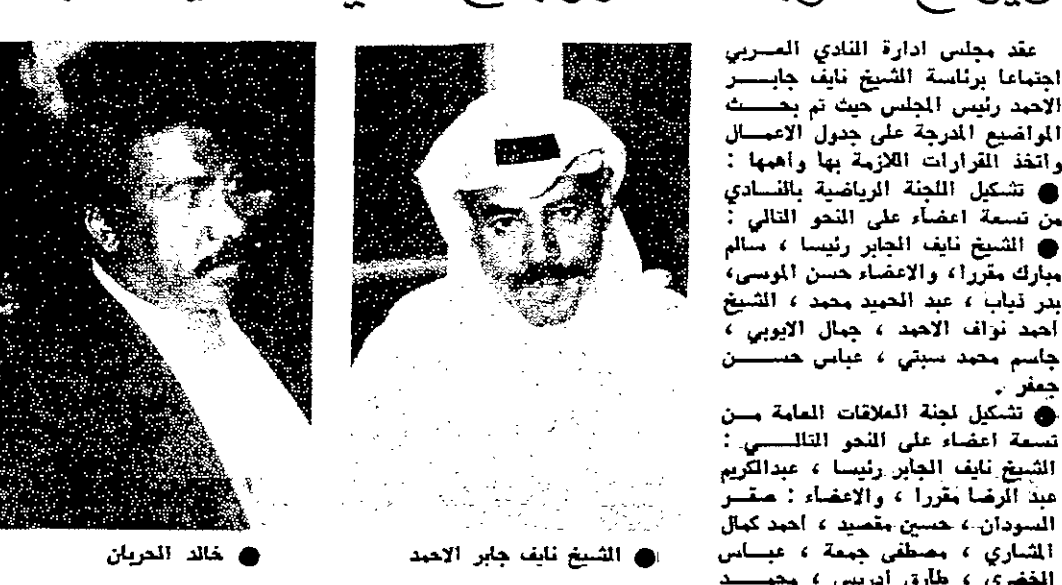 عقد مجلس ادارة النادي العربي
اجتماعا برئاسة الشيخ نايف جابر
الاحمد رئيس المجلس حيث تم بحث
المواضيع المدرجة على جدول الاعمال
واتخذ القرارات اللازمة بها واهمها :
● تشكيل اللجنة الرياضية بالنادي
من تسعة اعضاء على النحو التالي :
● الشيخ نايف الجابر رئيسا ، سالم
مبارك مقررا، والاعضاء حسن الموسى،
بدر ذياب ، عبد الحميد محمد ، الشيخ
احمد نواف الاحمد ، جمال الايوبي ،
جاسم محمد سبتي ، عباس حسن
جعفر .
● تشكيل لجنة العلاقات العامة من
تسعة اعضاء على النحو التالي :
الشيخ نايف الجابر رئيسا ، عبدالكريم
عبد الرضا مقررا ، والاعضاء : صقر
السودان ، حسين مقصيد ، احمد كمال
المشاري ، مصطفى جمعة ، عباس
طارق ادريس ، محمد
● الشيخ نايف جابر الاحمد
● خالد الحربان